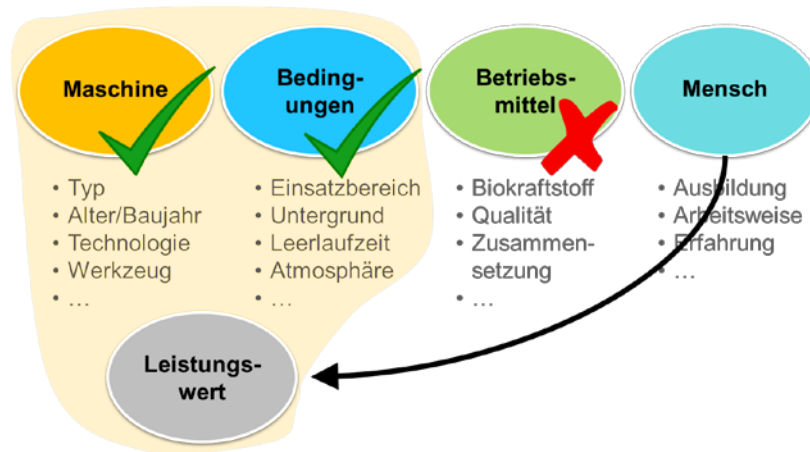 Maschine
Beding-
ungen
Betriebs-
mittel
Mensch
• Typ
• Alter/Baujahr
• Technologie
• Werkzeug
• …
• Einsatzbereich
• Untergrund
• Leerlaufzeit
• Atmosphäre
• …
• Biokraftstoff
• Qualität
• Zusammen-
setzung
• …
• Ausbildung
• Arbeitsweise
• Erfahrung
• …
Leistungs-
wert